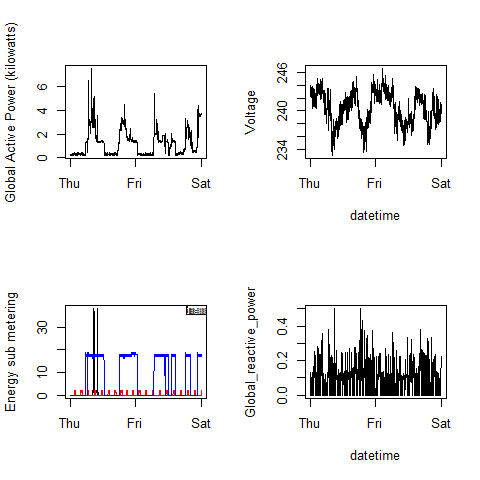 Global Active Power (kilowatts)
0 2 4 6
Thu Fri Sat
Voltage
234 240 246
Thu Fri Sat
datetime
Energy sub metering
0 10 30
Thu Fri Sat
Global_reactive_power
0.0 0.2 0.4
Thu Fri Sat
datetime